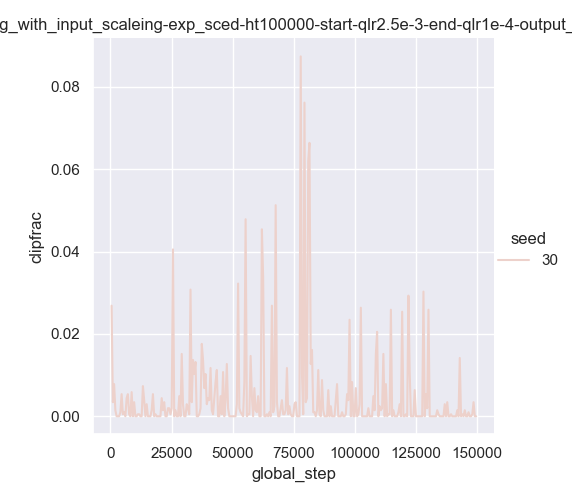 g_with_input_scaleing-exp_sced-ht100000-start-qlr2.5e-3-end-qlr1e-4-output_
clipfrac
0.08
0.06
0.04
0.02
0.00
0 25000 50000 75000 100000 125000 150000
global_step
seed
30